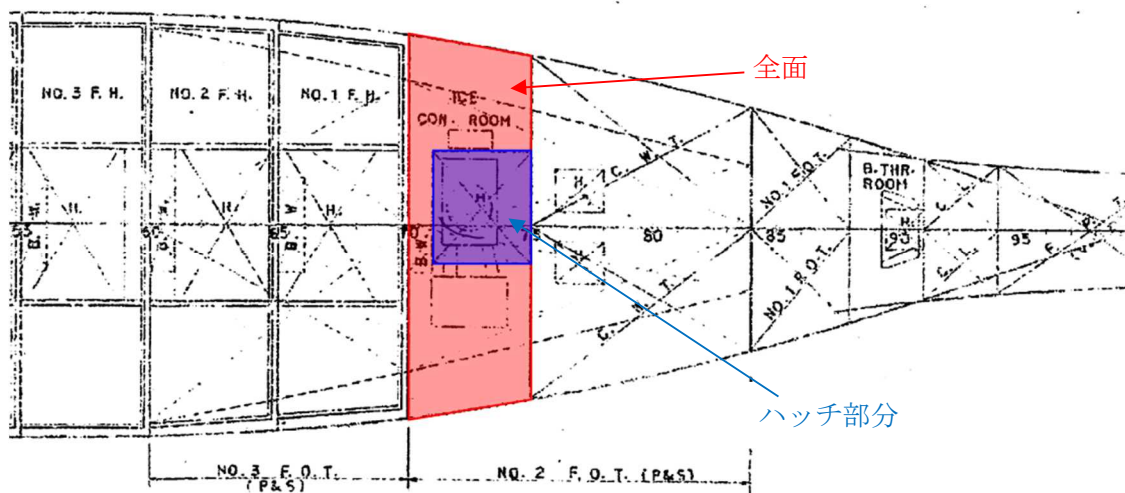 全面
NO.3 F.H.
NO.2 F.H.
NO.1 F.H.
ICE
CON. ROOM
C. W. T.
NO.1 F.O.T.
B.THR.
ROOM
H.
H.
H.
H.
H.
H.
B.W.
B.W.
B.W.
B.W.
60
65
70
75
80
85
95
C. L.
C. L.
F. P. T.
C. W. T.
NO.1 F.O.T.
ハッチ部分
NO.3 F.O.T.
(P&S)
NO.2 F.O.T. (P&S)